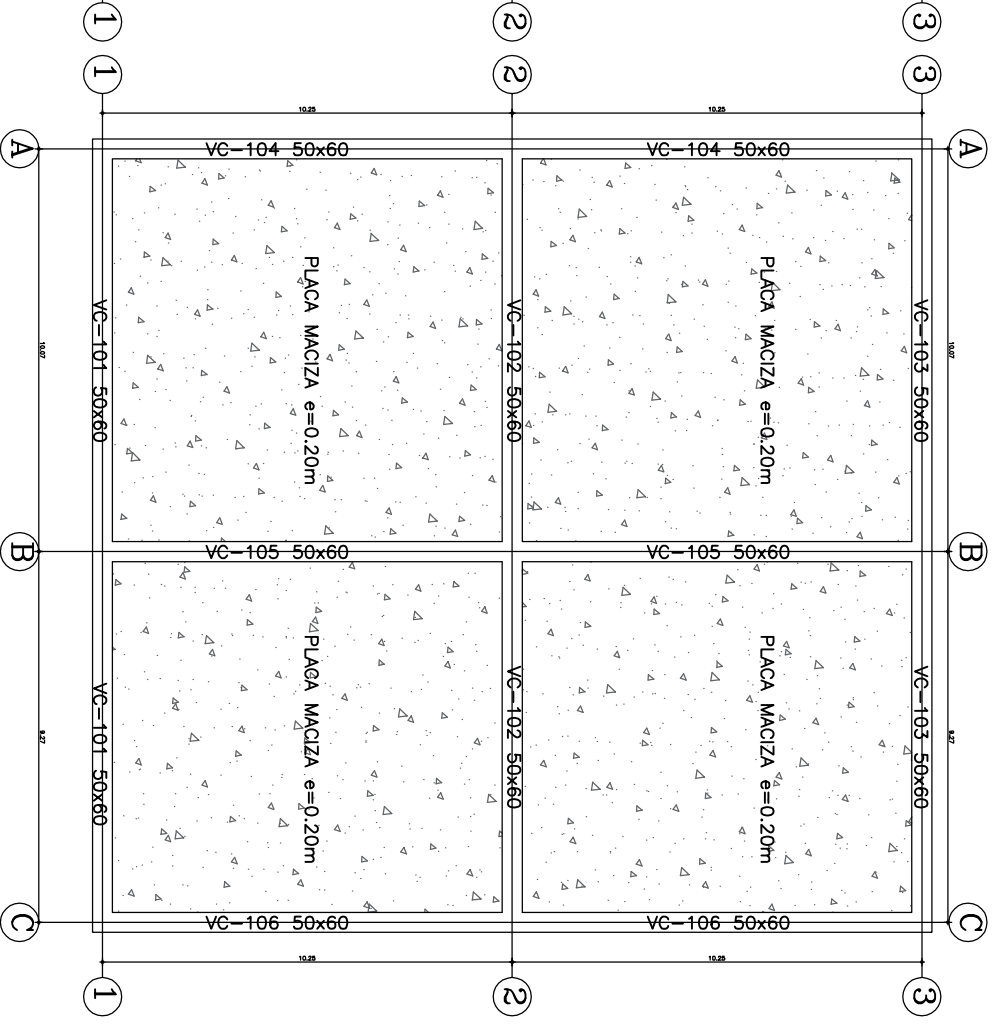 1 2 3
1 2 3
10.25 10.25
VC-104 50x60 VC-104 50x60
A A
PLACA MACIZA e=0.20m PLACA MACIZA e=0.20m
VC-101 50x60 VC-102 50x60 VC-103 50x60
10.07 10.07
B B
VC-105 50x60 VC-105 50x60
PLACA MACIZA e=0.20m PLACA MACIZA e=0.20m
VC-101 50x60 VC-102 50x60 VC-103 50x60
9.27 9.27
C C
VC-106 50x60 VC-106 50x60
10.25 10.25
1 2 3